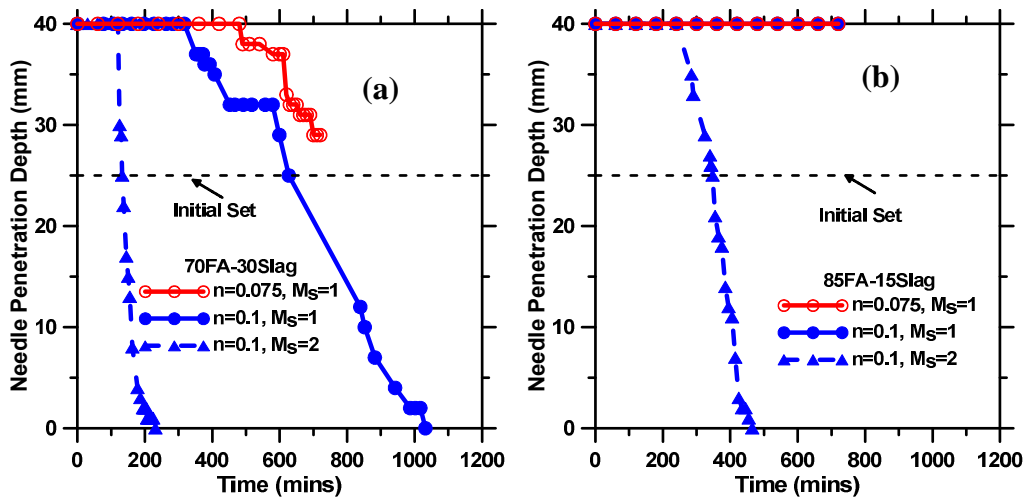 40
30
20
10
0
Needle Penetration Depth (mm)
(a)
Initial Set
70FA-30Slag
n=0.075, Ms=1
n=0.1, Ms=1
n=0.1, Ms=2
0 200 400 600 800 1000 1200
Time (mins)
40
30
20
10
0
Needle Penetration Depth (mm)
(b)
Initial Set
85FA-15Slag
n=0.075, Ms=1
n=0.1, Ms=1
n=0.1, Ms=2
0 200 400 600 800 1000 1200
Time (mins)